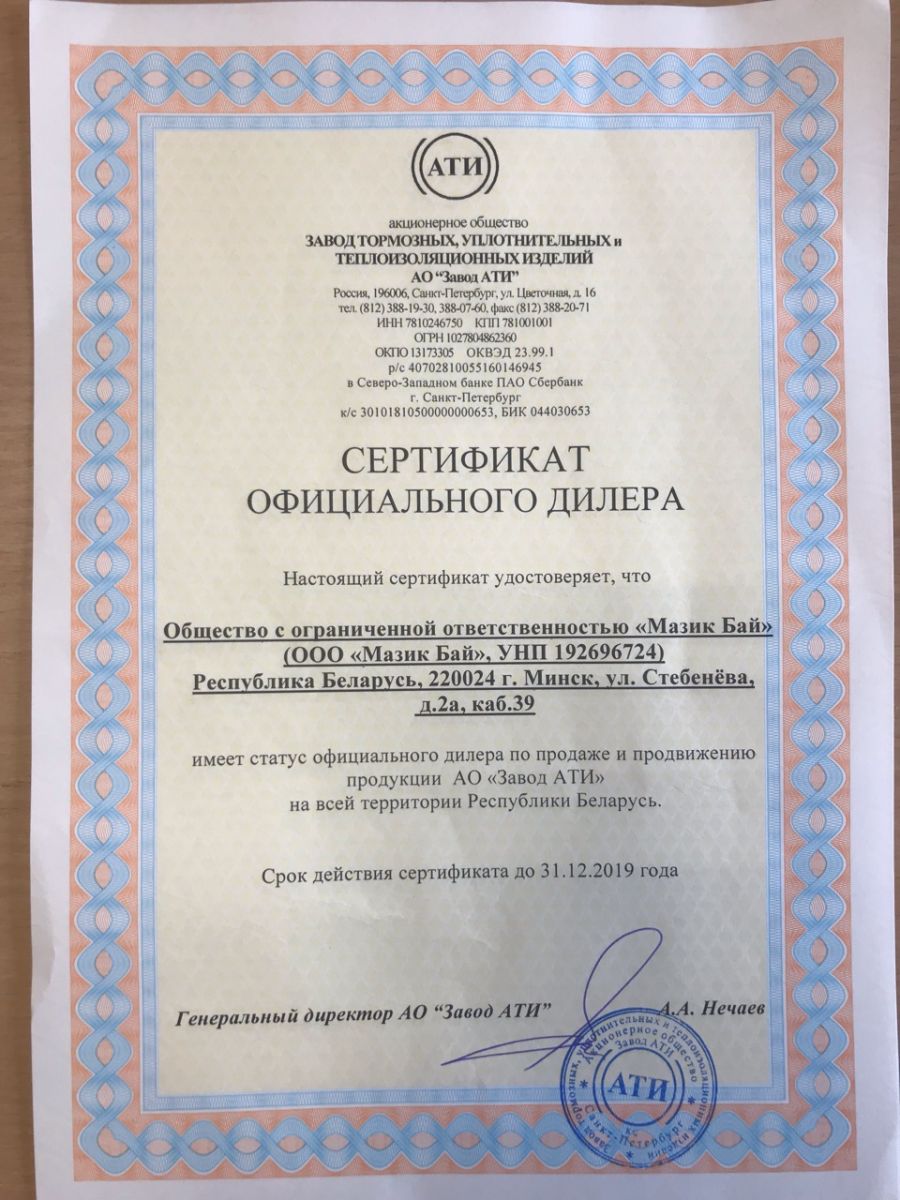 АТИ
акционерное общество
ЗАВОД ТОРМОЗНЫХ, УПЛОТНИТЕЛЬНЫХ и
ТЕПЛОИЗОЛЯЦИОННЫХ ИЗДЕЛИЙ
АО “Завод АТИ”
Россия, 196006, Санкт-Петербург, ул. Цветочная, д. 16
тел. (812) 388-19-30, 388-07-60, факс (812) 388-20-71
ИНН 7810246750 КПП 781001001
ОГРН 1027804862360
ОКПО 13173305 ОКВЭД 23.99.1
р/с 40702810055160146945
в Северо-Западном банке ПАО Сбербанк
г. Санкт-Петербург
к/с 30101810500000000653, БИК 044030653
СЕРТИФИКАТ
ОФИЦИАЛЬНОГО ДИЛЕРА
Настоящий сертификат удостоверяет, что
Общество с ограниченной ответственностью «Мазик Бай»
(ООО «Мазик Бай», УНП 192696724)
Республика Беларусь, 220024 г. Минск, ул. Стебенёва,
д.2а, каб.39
имеет статус официального дилера по продаже и продвижению
продукции АО «Завод АТИ»
на всей территории Республики Беларусь.
Срок действия сертификата до 31.12.2019 года
Генеральный директор АО “Завод АТИ” А.А. Нечаев
Завод тормозных, уплотнительных и теплоизоляционных изделий
Акционерное общество
Завод АТИ
АТИ
кс
Санкт-Петербург